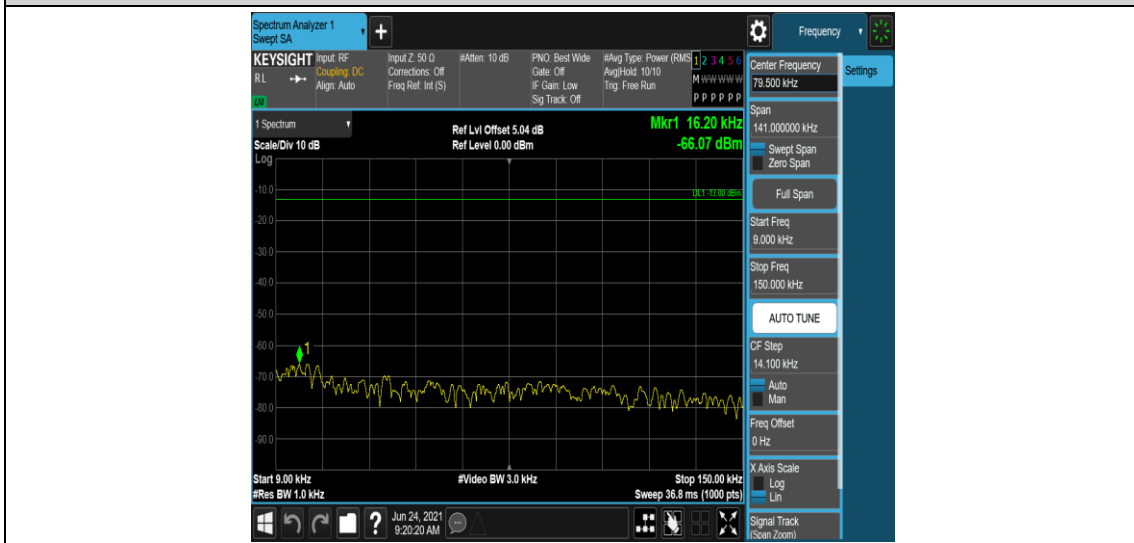 Spectrum Analyzer 1
Swept SA
+
Frequency
KEYSIGHT
RL
LXI
Input: RF
Coupling: DC
Align: Auto
Input Z: 50 Ω
Corrections: Off
Freq Ref: Int (S)
#Atten: 10 dB
PNO: Best Wide
Gate: Off
IF Gain: Low
Sig Track: Off
#Avg Type: Power (RMS
Avg|Hold: 10/10
Trig: Free Run
1 2 3 4 5 6
M W W W W W
P P P P P P
Center Frequency
79.500 kHz
Settings
1 Spectrum
Scale/Div 10 dB
Log
Ref Lvl Offset 5.04 dB
Ref Level 0.00 dBm
Mkr1 16.20 kHz
-66.07 dBm
Span
141.000000 kHz
Swept Span
Zero Span
Full Span
Start Freq
9.000 kHz
Stop Freq
150.000 kHz
AUTO TUNE
CF Step
14.100 kHz
Auto
Man
Freq Offset
0 Hz
X Axis Scale
Log
Lin
Signal Track
(Span Zoom)
DL1 -13.00 dBm
-10.0
-20.0
-30.0
-40.0
-50.0
-60.0
1
-70.0
-80.0
-90.0
Start 9.00 kHz
#Res BW 1.0 kHz
#Video BW 3.0 kHz
Stop 150.00 kHz
Sweep 36.8 ms (1000 pts)
?
Jun 24, 2021
9:20:20 AM